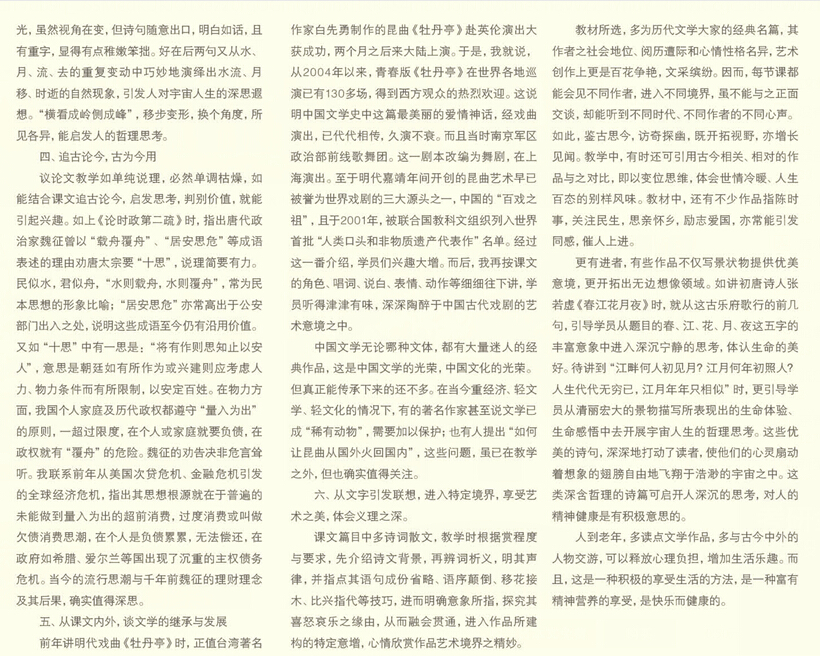 光，虽然视角在变，但诗句随意出口，明白如话，且
有重字，显得有点稚嫩笨拙。好在后两句又从水、
月、流、去的重复变动中巧妙地演绎出水流、月
移、时逝的自然现象，引发人对宇宙人生的深思遐
想。“横看成岭侧成峰”，移步变形，换个角度，所
见各异，能启发人的哲理思考。
四、追古论今，古为今用
议论文教学如单纯说理，必然单调枯燥，如
能结合课文追古论今，启发思考，判别价值，就能
引起兴趣。如上《论时政第二疏》时，指出唐代政
治家魏征曾以“载舟覆舟”、“居安思危”等成语
表述的理由劝唐太宗要“十思”，说理简要有力。
民似水，君似舟，“水则载舟，水则覆舟”，常为民
本思想的形象比喻；“居安思危”亦常高出于公安
部门出入之处，说明这些成语至今仍有沿用价值。
又如“十思”中有一思是：“将有作则思知止以安
人”，意思是朝廷如有所作为或兴建则应考虑人
力、物力条件而有所限制，以安定百姓。在物力方
面，我国个人家庭及历代政权都遵守“量入为出”
的原则，一超过限度，在个人或家庭就要负债，在
政权就有“覆舟”的危险。魏征的劝告决非危言耸
听。我联系前年从美国次贷危机、金融危机引发
的全球经济危机，指出其思想根源就在于普遍的
未能做到量入为出的超前消费，过度消费或叫做
欠债消费思潮，在个人是负债累累，无法偿还，在
政府如希腊、爱尔兰等国出现了沉重的主权债务
危机。当今的流行思潮与千年前魏征的理财理念
及其后果，确实值得深思。
五、从课文内外，谈文学的继承与发展
前年讲明代戏曲《牡丹亭》时，正值台湾著名
作家白先勇制作的昆曲《牡丹亭》赴英伦演出大
获成功，两个月之后来大陆上演。于是，我就说，
从2004年以来，青春版《牡丹亭》在世界各地巡
演已有130多场，得到西方观众的热烈欢迎。这说
明中国文学史中这篇最美丽的爱情神话，经戏曲
演出，已代代相传，久演不衰。而且当时南京军区
政治部前线歌舞团。这一剧本改编为舞剧，在上
海演出。至于明代嘉靖年间开创的昆曲艺术早已
被誉为世界戏剧的三大源头之一，中国的“百戏之
祖”，且于2001年，被联合国教科文组织列入世界
首批“人类口头和非物质遗产代表作”名单。经过
这一番介绍，学员们兴趣大增。而后，我再按课文
的角色、唱词、说白、表情、动作等细细往下讲，学
员听得津津有味，深深陶醉于中国古代戏剧的艺
术意境之中。
中国文学无论哪种文体，都有大量迷人的经
典作品，这是中国文学的光荣，中国文化的光荣。
但真正能传承下来的还不多。在当今重经济、轻文
学、轻文化的情况下，有的著名作家甚至说文学已
成“稀有动物”，需要加以保护；也有人提出“如何
让昆曲从国外火回国内”，这些问题，虽已在教学
之外，但也确实值得关注。
六、从文字引发联想，进入特定境界，享受艺
术之美，体会义理之深。
课文篇目中多诗词散文，教学时根据赏程度
与要求，先介绍诗文背景，再辨词析义，明其声
律，并指点其语句成份省略、语序颠倒、移花接
木、比兴指代等技巧，进而明确意象所指，探究其
喜怒哀乐之缘由，从而会贯通，进入作品所建
构的特定意增，心情欣赏作品艺术境界之精妙。
教材所选，多为历代文学大家的经典名篇，其
作者之社会地位、阅历遭际和心情性格名异，艺术
创作上更是百花争艳，文采缤纷。因而，每节课都
能会见不同作者，进入不同境界，虽不能与之正面
交谈，却能听到不同时代、不同作者的不同心声。
如此，鉴古思今，访奇探幽，既开拓视野，亦增长
见闻。教学中，有时还可引用古今相关、相对的作
品与之对比，即以变位思维，体会世情冷暖、人生
百态的别样风味。教材中，还有不少作品指陈时
事，关注民生，思亲怀乡，励志爱国，亦常能引发
同感，催人上进。
更有进者，有些作品不仅写景状物提供优美
意境，更开拓出无边想像领域。如讲初唐诗人张
若虚《春江花月夜》时，就从这古乐府歌行的前几
句，引导学员从题目的春、江、花、月、夜这五字的
丰富意象中进入深沉宁静的思考，体认生命的美
好。待讲到“江畔何人初见月？江月何年初照人？
人生代代无穷已，江月年年只相似”时，更引导学
员从清丽宏大的景物描写所表现出的生命体验、
生命感悟中去开展宇宙人生的哲理思考。这些优
美的诗句，深深地打动了读者，使他们的心灵扇动
着想象的翅膀自由地飞翔于浩渺的宇宙之中。这
类深含哲理的诗篇可启开人深沉的思考，对人的
精神健康是有积极意思的。
人到老年，多读点文学作品，多与古今中外的
人物交游，可以释放心理负担，增加生活乐趣。而
且，这是一种积极的享受生活的方法，是一种富有
精神营养的享受，是快乐而健康的。